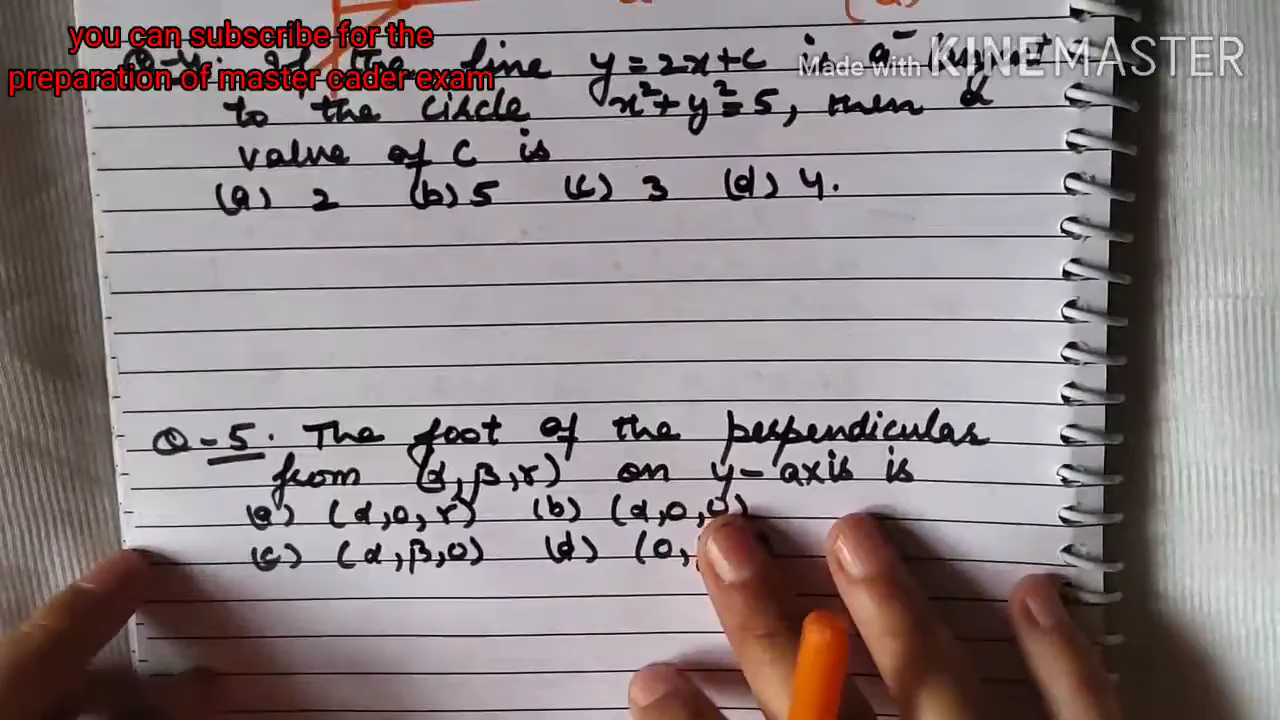 you can subscribe for the
preparation of master cader exam
Made with KINEMASTER
the line y=2x+c is a
to the circle x²+y²=5, then a
value of c is
(a) 2 (b) 5 (c) 3 (d) 4.
Q-5. The foot of the perpendicular
from (α,β,r) on y-axis is
(a) (α,0,r) (b) (α,0,0)
(c) (α,β,0) (d) (0,